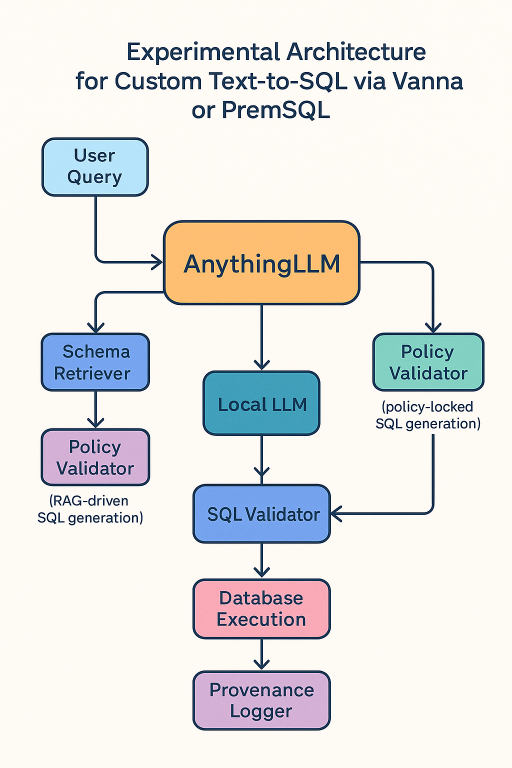 Experimental Architecture
for Custom Text-to-SQL via Vanna
or PremSQL
User
Query
AnythingLLM
Schema
Retriever
Local LLM
Policy
Validator
(policy-locked
SQL generation)
Policy
Validator
(RAG-driven
SQL generation)
SQL Validator
Database
Execution
Provenance
Logger